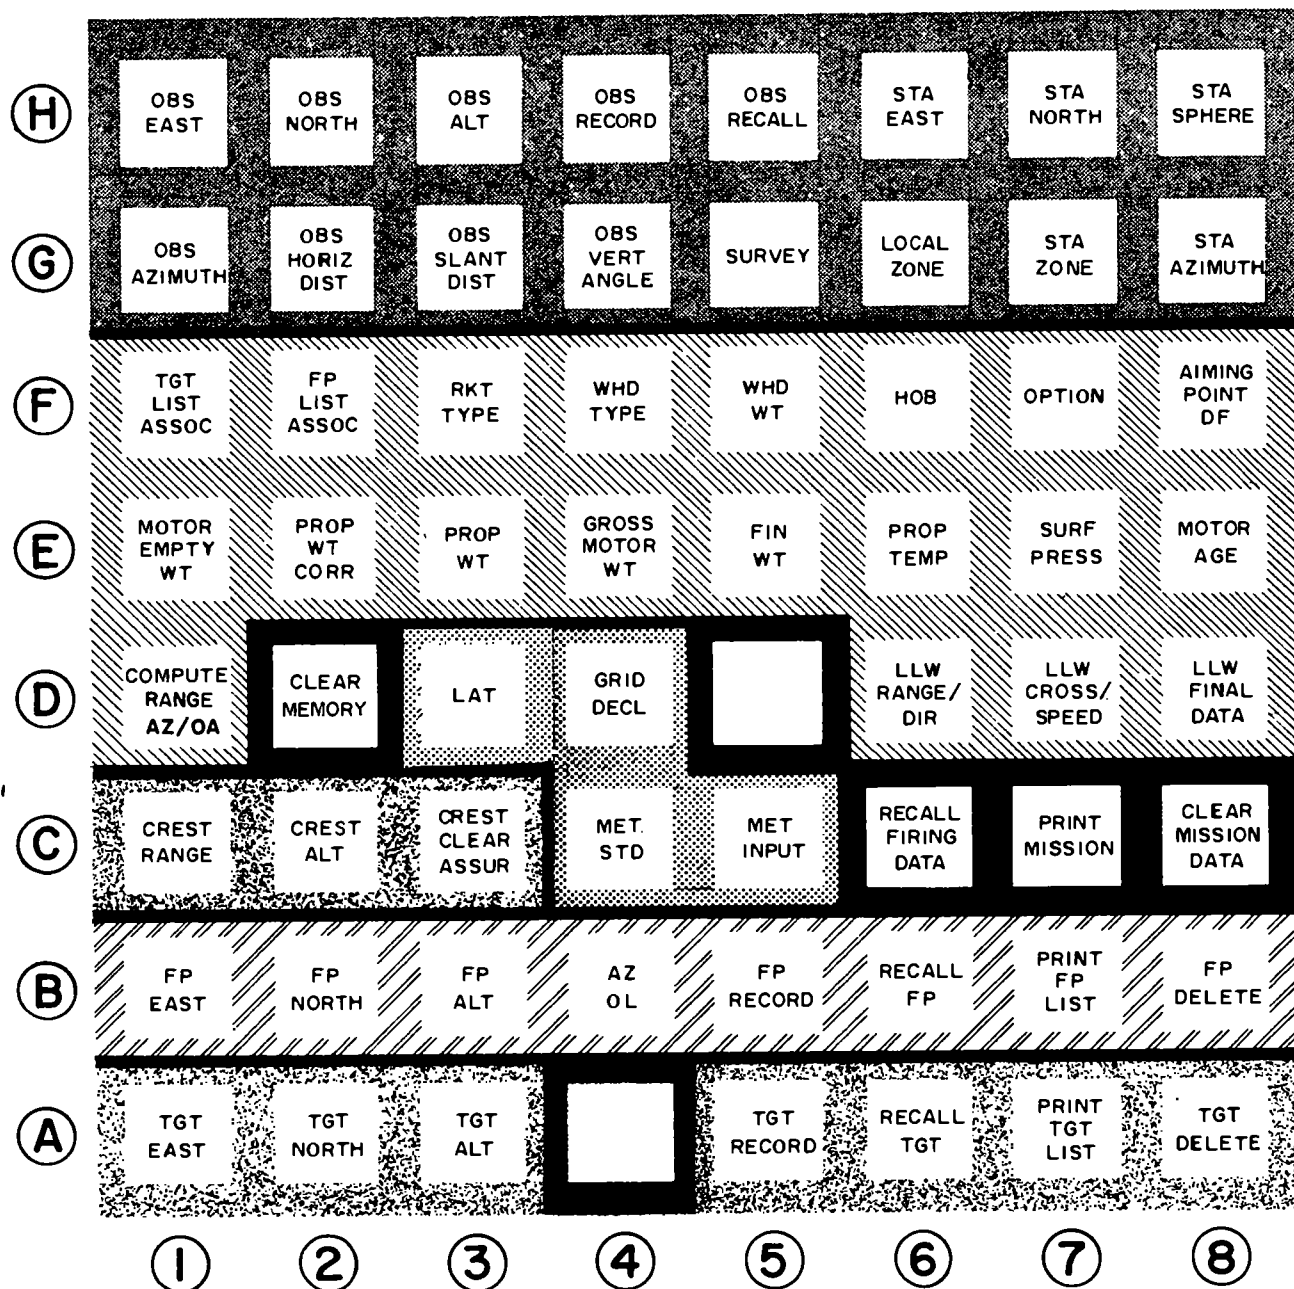 H
OBS
EAST
OBS
NORTH
OBS
ALT
OBS
RECORD
OBS
RECALL
STA
EAST
STA
NORTH
STA
SPHERE
G
OBS
AZIMUTH
OBS
HORIZ
DIST
OBS
SLANT
DIST
OBS
VERT
ANGLE
SURVEY
LOCAL
ZONE
STA
ZONE
STA
AZIMUTH
F
TGT
LIST
ASSOC
FP
LIST
ASSOC
RKT
TYPE
WHD
TYPE
WHD
WT
HOB
OPTION
AIMING
POINT
DF
E
MOTOR
EMPTY
WT
PROP
WT
CORR
PROP
WT
GROSS
MOTOR
WT
FIN
WT
PROP
TEMP
SURF
PRESS
MOTOR
AGE
D
COMPUTE
RANGE
AZ/OA
CLEAR
MEMORY
LAT
GRID
DECL
LLW
RANGE/
DIR
LLW
CROSS/
SPEED
LLW
FINAL
DATA
C
CREST
RANGE
CREST
ALT
CREST
CLEAR
ASSUR
MET.
STD
MET
INPUT
RECALL
FIRING
DATA
PRINT
MISSION
CLEAR
MISSION
DATA
B
FP
EAST
FP
NORTH
FP
ALT
AZ
OL
FP
RECORD
RECALL
FP
PRINT
FP
LIST
FP
DELETE
A
TGT
EAST
TGT
NORTH
TGT
ALT
TGT
RECORD
RECALL
TGT
PRINT
TGT
LIST
TGT
DELETE
1 2 3 4 5 6 7 8